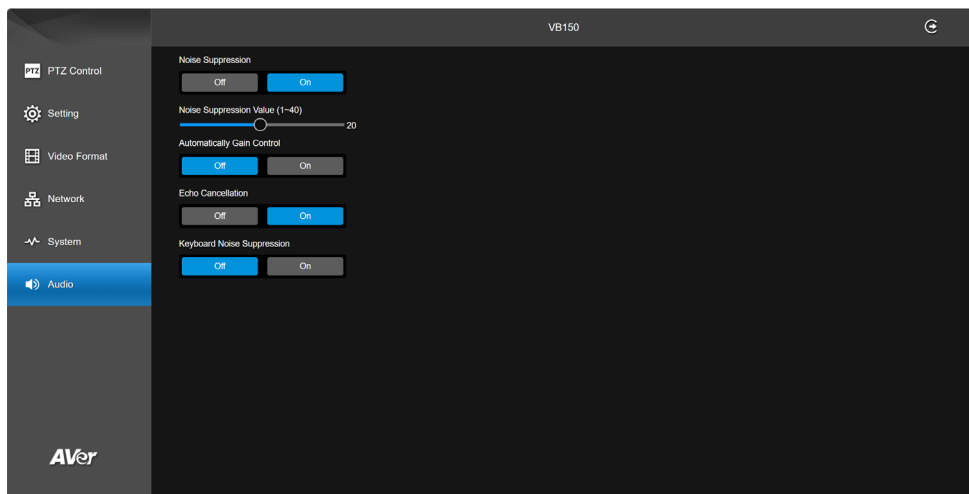 VB150
PTZ PTZ Control
Setting
Video Format
Network
System
Audio
AVer
Noise Suppression
Off On
Noise Suppression Value (1~40)
20
Automatically Gain Control
Off On
Echo Cancellation
Off On
Keyboard Noise Suppression
Off On